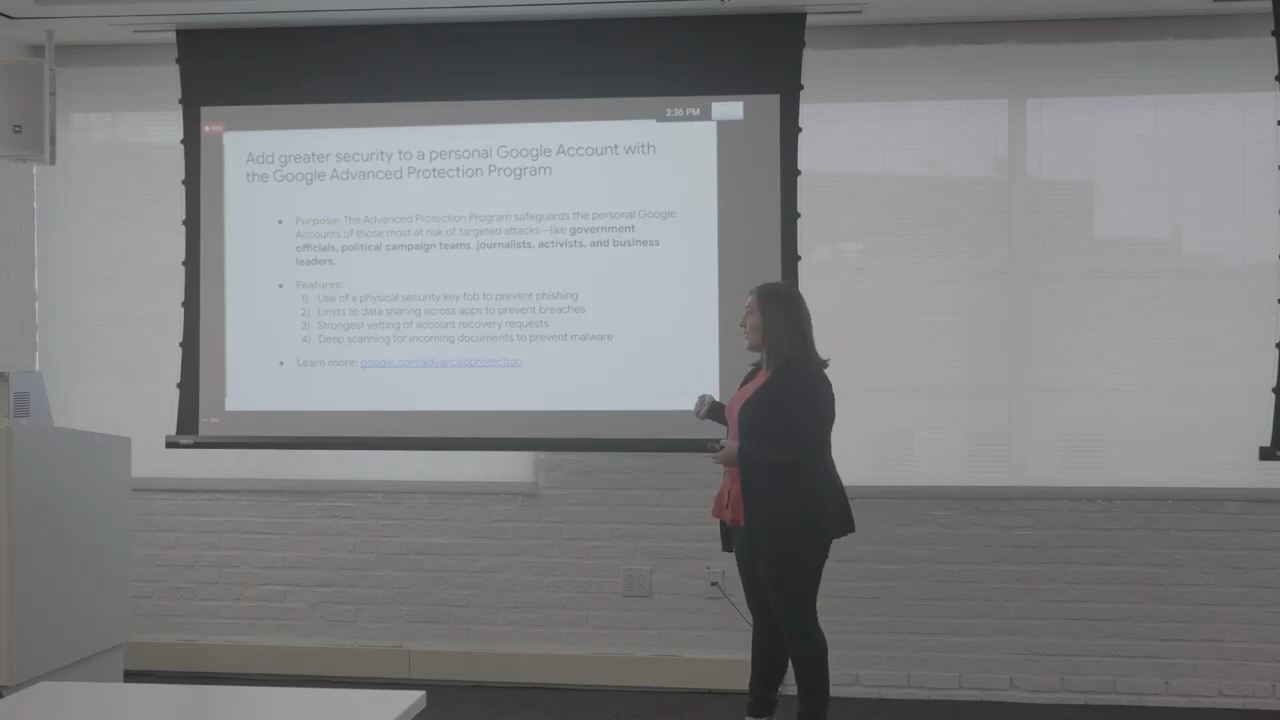 3:36 PM
REC
Add greater security to a personal Google Account with
the Google Advanced Protection Program
• Purpose: The Advanced Protection Program safeguards the personal Google
Accounts of those most at risk of targeted attacks—like government
officials, political campaign teams, journalists, activists, and business
leaders.
• Features:
1) Use of a physical security key fob to prevent phishing
2) Limits to data sharing across apps to prevent breaches
3) Strongest vetting of account recovery requests
4) Deep scanning for incoming documents to prevent malware
• Learn more: google.com/advancedprotection